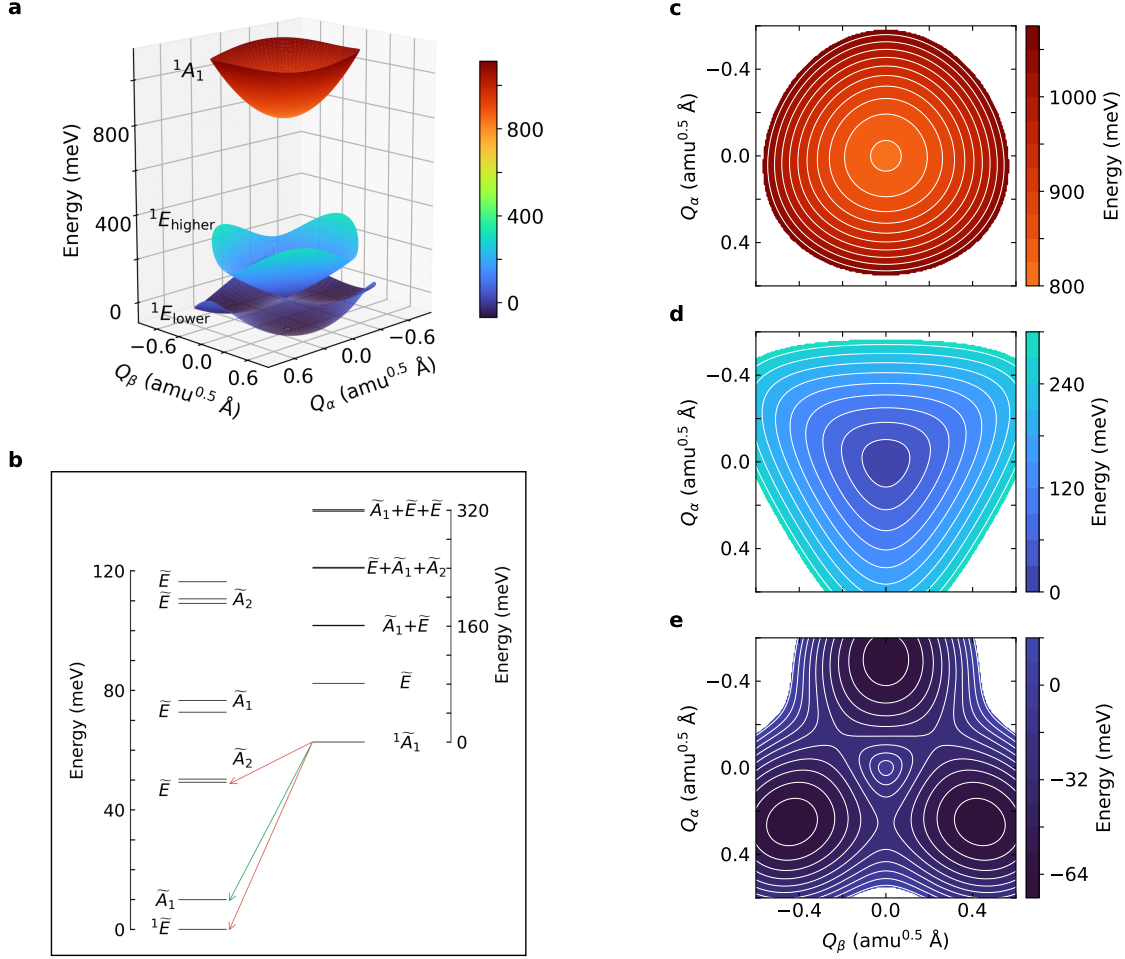 a
¹A₁
¹E_higher
¹E_lower
Energy (meV)
800
400
0
−0.6
0.0
0.6
Q_β (amu^0.5 Å)
0.6
0.0
−0.6
Q_α (amu^0.5 Å)
800
400
0
b
Energy (meV)
120
80
40
0
Ẽ
Ẽ
Ã₂
Ã₁
Ẽ
Ã₂
Ẽ
Ã₁
¹Ẽ
Ã₁+Ẽ+Ẽ
Ẽ+Ã₁+Ã₂
Ã₁+Ẽ
Ẽ
¹Ã₁
320
160
0
Energy (meV)
c
Q_α (amu^0.5 Å)
−0.4
0.0
0.4
1000
900
800
Energy (meV)
d
Q_α (amu^0.5 Å)
−0.4
0.0
0.4
240
120
0
Energy (meV)
e
Q_α (amu^0.5 Å)
−0.4
0.0
0.4
−0.4
0.0
0.4
Q_β (amu^0.5 Å)
0
−32
−64
Energy (meV)